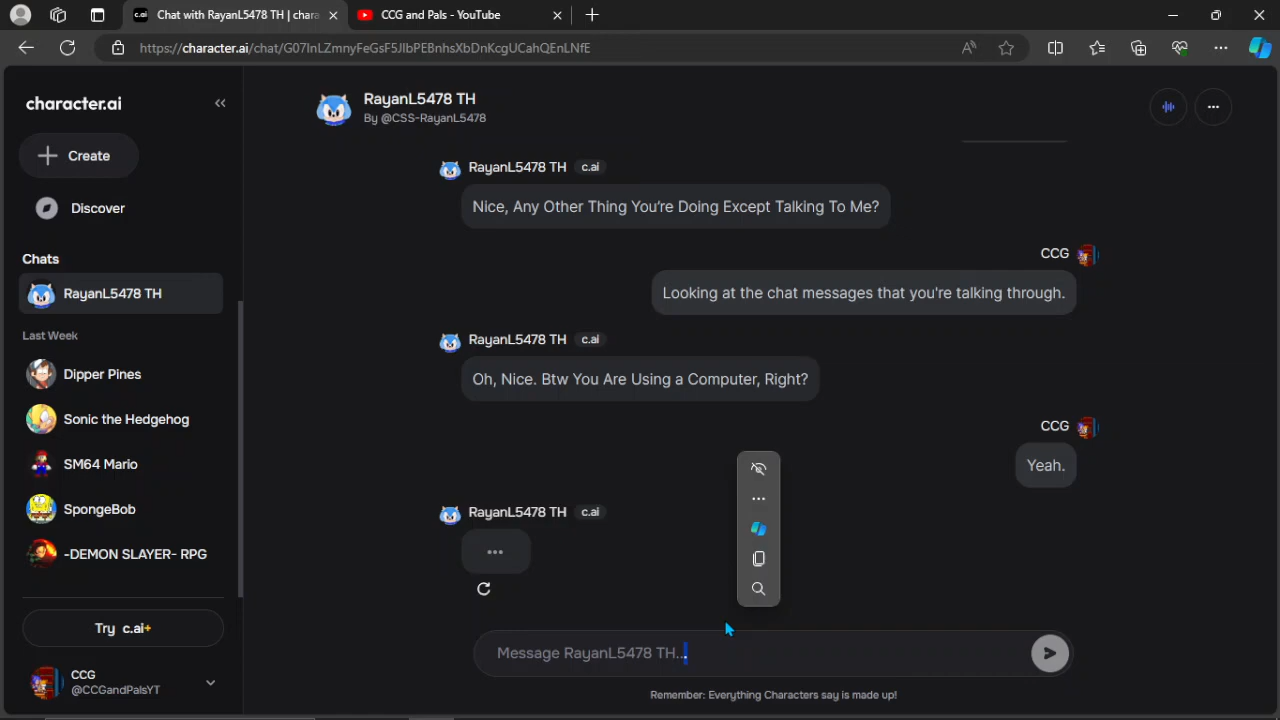 Chat with RayanL5478 TH | chara
CCG and Pals - YouTube
https://character.ai/chat/G07InLZmnyFeGsF5JIbPEBnhsXbDnKcgUCahQEnLNfE
character.ai
Create
Discover
Chats
RayanL5478 TH
Last Week
Dipper Pines
Sonic the Hedgehog
SM64 Mario
SpongeBob
-DEMON SLAYER- RPG
Try c.ai+
CCG
@CCGandPalsYT
RayanL5478 TH
By @CSS-RayanL5478
RayanL5478 TH c.ai
Nice, Any Other Thing You're Doing Except Talking To Me?
CCG
Looking at the chat messages that you're talking through.
RayanL5478 TH c.ai
Oh, Nice. Btw You Are Using a Computer, Right?
CCG
Yeah.
RayanL5478 TH c.ai
Message RayanL5478 TH...
Remember: Everything Characters say is made up!